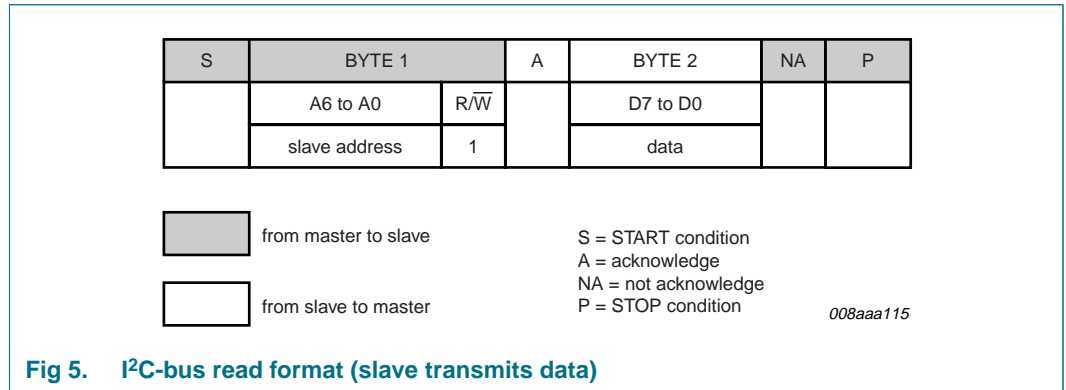 S BYTE 1 A BYTE 2 NA P
A6 to A0 R/W̅ D7 to D0
slave address 1 data
from master to slave
from slave to master
S = START condition
A = acknowledge
NA = not acknowledge
P = STOP condition
008aaa115
Fig 5. I²C-bus read format (slave transmits data)